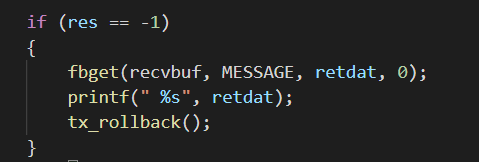 if (res == -1)
{
    fbget(recvbuf, MESSAGE, retdat, 0);
    printf(" %s", retdat);
    tx_rollback();
}